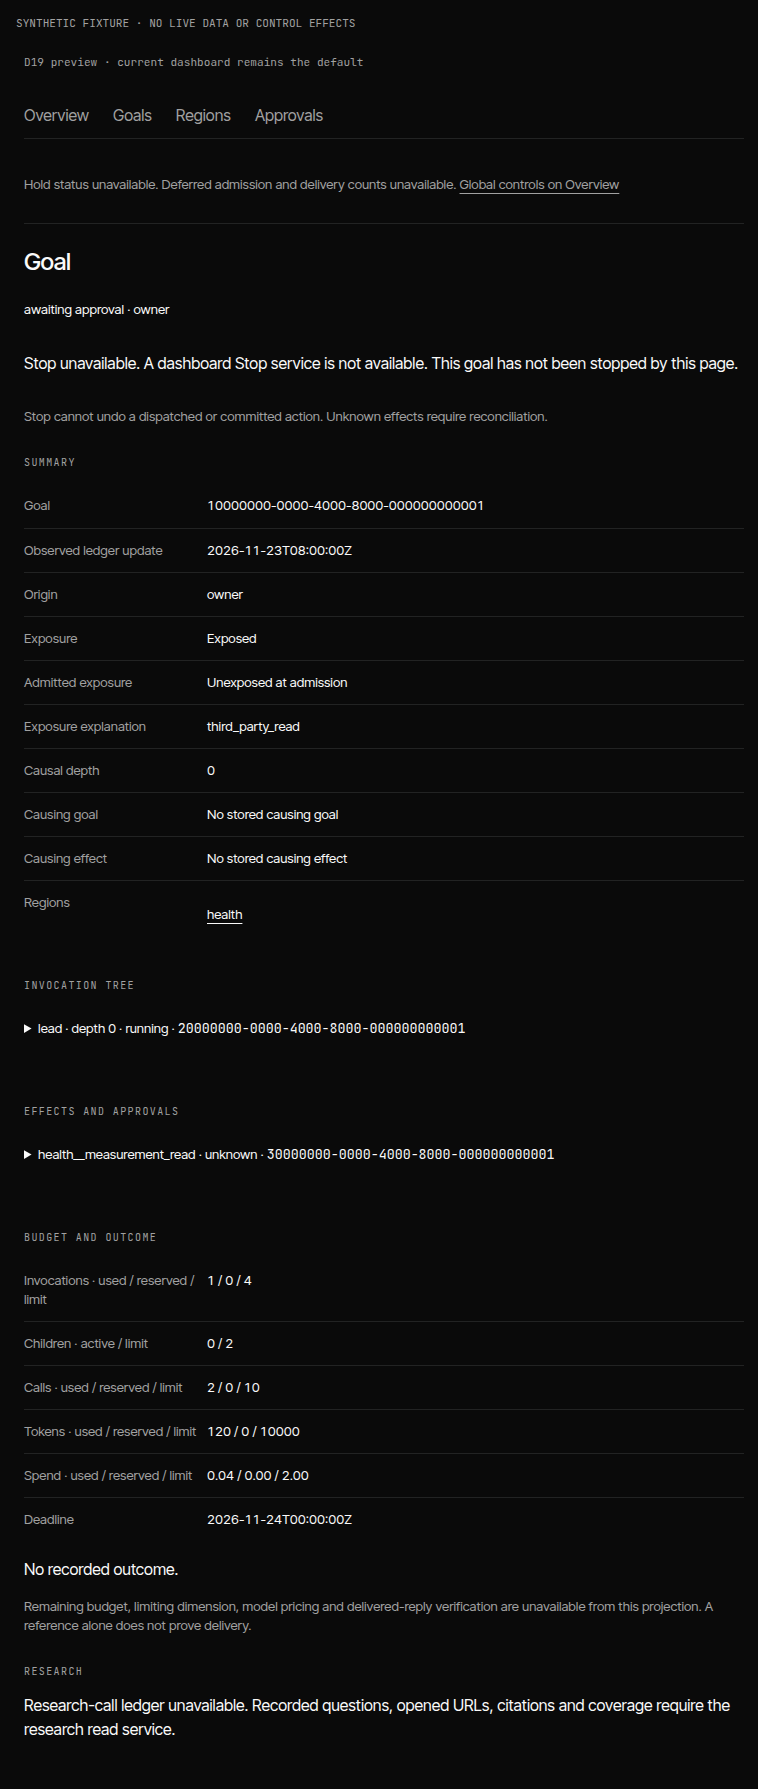 SYNTHETIC FIXTURE · NO LIVE DATA OR CONTROL EFFECTS
D19 preview · current dashboard remains the default
Overview Goals Regions Approvals
Hold status unavailable. Deferred admission and delivery counts unavailable. Global controls on Overview
Goal
awaiting approval · owner
Stop unavailable. A dashboard Stop service is not available. This goal has not been stopped by this page.
Stop cannot undo a dispatched or committed action. Unknown effects require reconciliation.
SUMMARY
Goal 10000000-0000-4000-8000-000000000001
Observed ledger update 2026-11-23T08:00:00Z
Origin owner
Exposure Exposed
Admitted exposure Unexposed at admission
Exposure explanation third_party_read
Causal depth 0
Causing goal No stored causing goal
Causing effect No stored causing effect
Regions health
INVOCATION TREE
▶ lead · depth 0 · running · 20000000-0000-4000-8000-000000000001
EFFECTS AND APPROVALS
▶ health__measurement_read · unknown · 30000000-0000-4000-8000-000000000001
BUDGET AND OUTCOME
Invocations · used / reserved / 1 / 0 / 4
limit
Children · active / limit 0 / 2
Calls · used / reserved / limit 2 / 0 / 10
Tokens · used / reserved / limit 120 / 0 / 10000
Spend · used / reserved / limit 0.04 / 0.00 / 2.00
Deadline 2026-11-24T00:00:00Z
No recorded outcome.
Remaining budget, limiting dimension, model pricing and delivered-reply verification are unavailable from this projection. A
reference alone does not prove delivery.
RESEARCH
Research-call ledger unavailable. Recorded questions, opened URLs, citations and coverage require the
research read service.